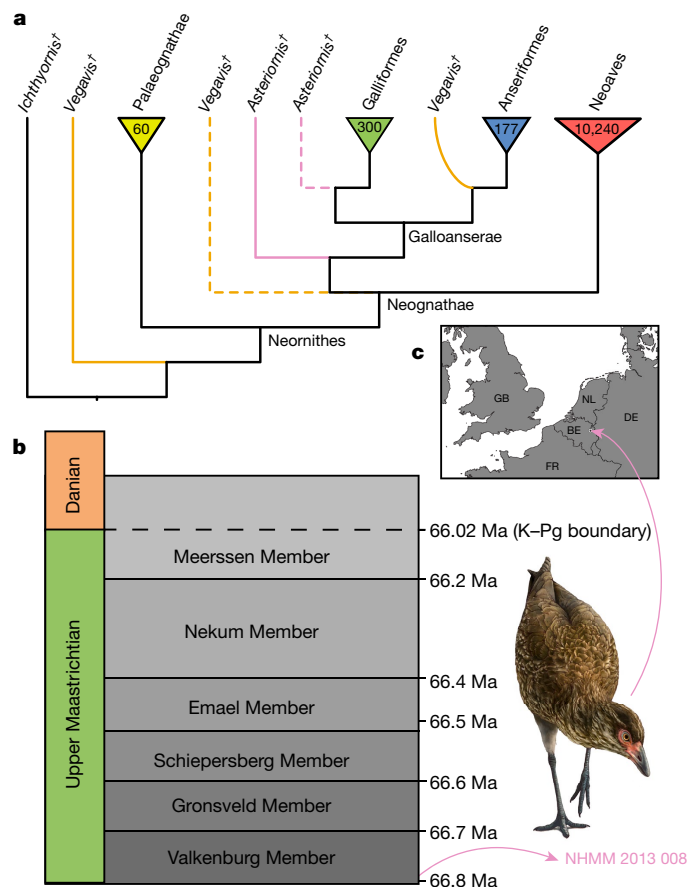 a
Ichthyornis†
Vegavis†
Palaeognathae
Vegavis†
Asteriornis†
Asteriornis†
Galliformes
Vegavis†
Anseriformes
Neoaves
60
300
177
10,240
Galloanserae
Neognathae
Neornithes
c
GB
NL
DE
BE
FR
b
Danian
Upper Maastrichtian
66.02 Ma (K–Pg boundary)
Meerssen Member
66.2 Ma
Nekum Member
66.4 Ma
Emael Member
66.5 Ma
Schiepersberg Member
66.6 Ma
Gronsveld Member
66.7 Ma
Valkenburg Member
NHMM 2013 008
66.8 Ma